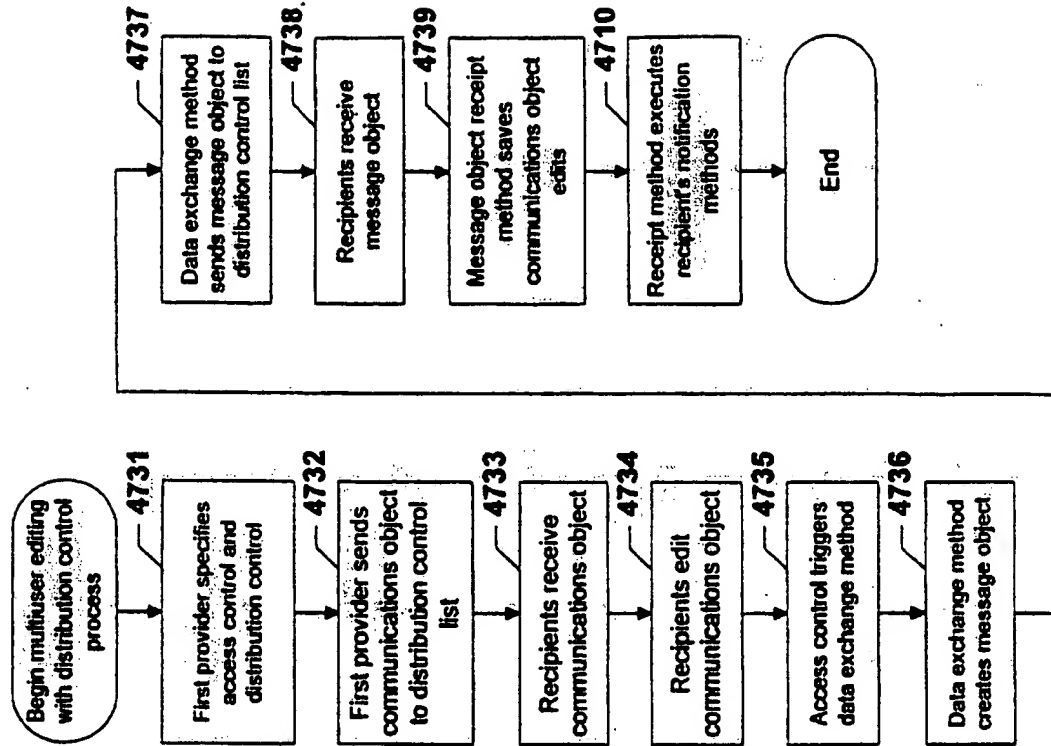 Begin multiuser editing
with distribution control
process
4731
First provider specifies
access control and
distribution control
4732
First provider sends
communications object
to distribution control
list
4733
Recipients receive
communications object
4734
Recipients edit
communications object
4735
Access control triggers
data exchange method
4736
Data exchange method
creates message object
4737
Data exchange method
sends message object to
distribution control list
4738.
Recipients receive
message object
4739
Message object receipt
method saves
communications object
edits
4710
Receipt method executes
recipient's notification
methods
End